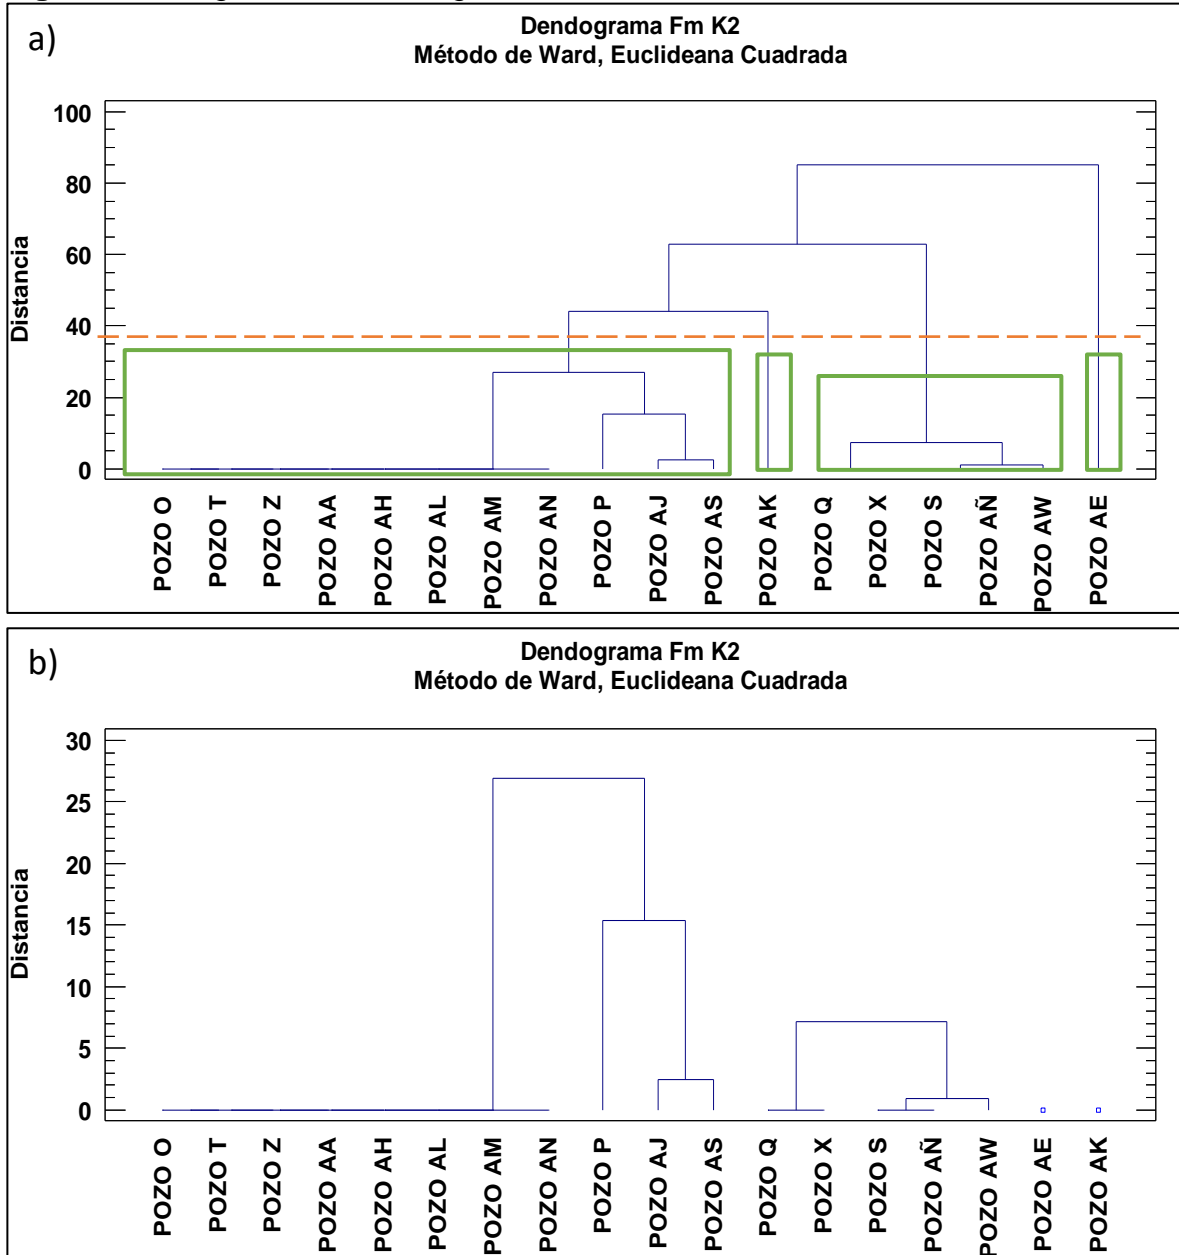 a)
Dendograma Fm K2
Método de Ward, Euclideana Cuadrada
Distancia
100
80
60
40
20
0
POZO O
POZO T
POZO Z
POZO AA
POZO AH
POZO AL
POZO AM
POZO AN
POZO P
POZO AJ
POZO AS
POZO AK
POZO Q
POZO X
POZO S
POZO AÑ
POZO AW
POZO AE
b)
Dendograma Fm K2
Método de Ward, Euclideana Cuadrada
Distancia
30
25
20
15
10
5
0
POZO O
POZO T
POZO Z
POZO AA
POZO AH
POZO AL
POZO AM
POZO AN
POZO P
POZO AJ
POZO AS
POZO Q
POZO X
POZO S
POZO AÑ
POZO AW
POZO AE
POZO AK